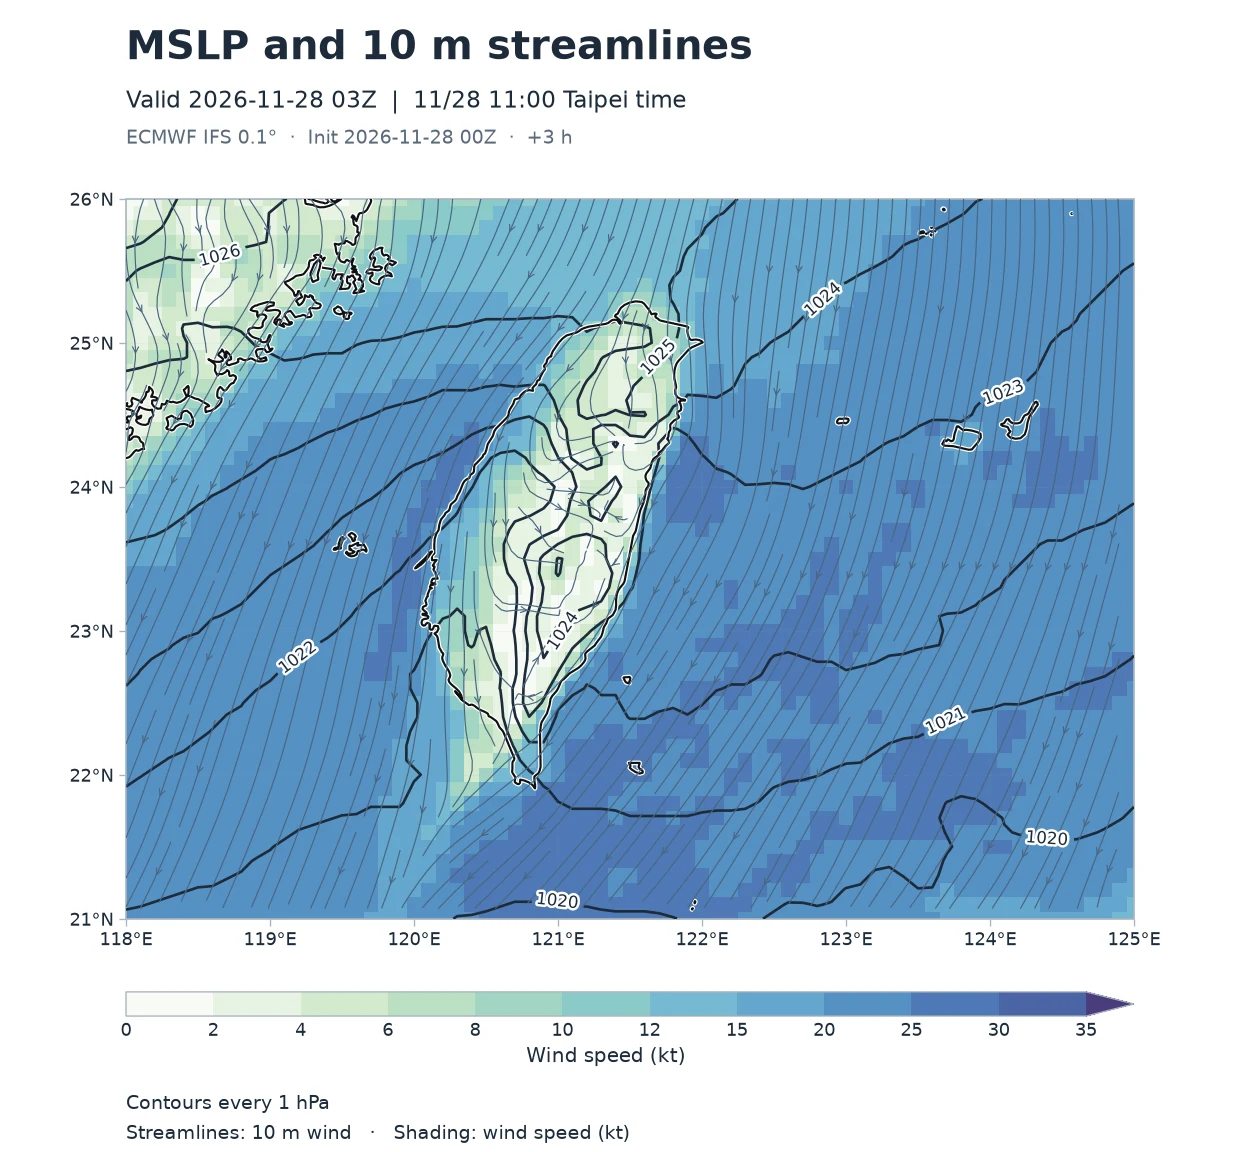 MSLP and 10 m streamlines
Valid 2026-11-28 03Z | 11/28 11:00 Taipei time
ECMWF IFS 0.1° · Init 2026-11-28 00Z · +3 h
26°N
25°N
24°N
23°N
22°N
21°N
1026
1024
1025
1023
1022
1024
1021
1020
1020
118°E 119°E 120°E 121°E 122°E 123°E 124°E 125°E
0 2 4 6 8 10 12 15 20 25 30 35
Wind speed (kt)
Contours every 1 hPa
Streamlines: 10 m wind · Shading: wind speed (kt)